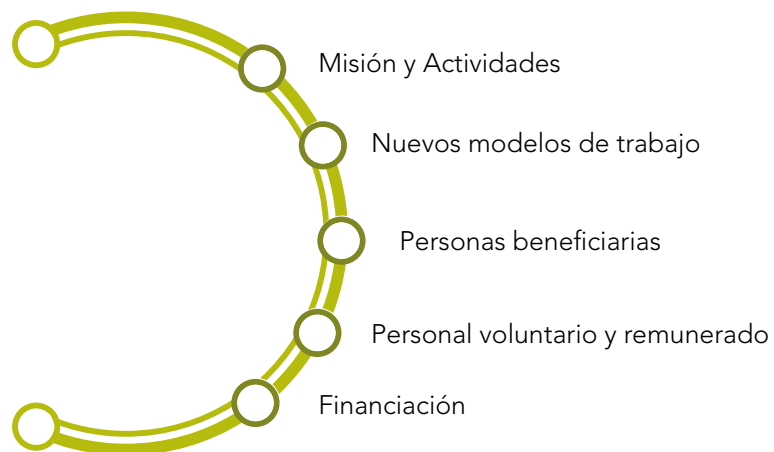 Misión y Actividades
Nuevos modelos de trabajo
Personas beneficiarias
Personal voluntario y remunerado
Financiación